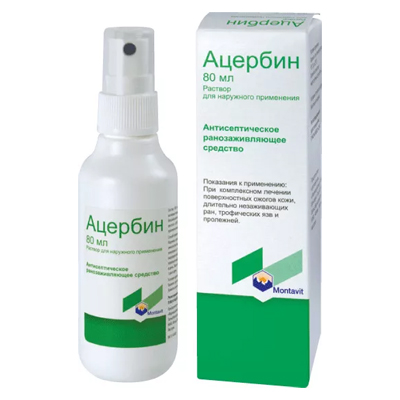 Ацербин
80 мл
Раствор
для наружного применения
Антисептическое
ранозаживляющее
средство
Показания к применению:
При комплексном лечении
поверхностных ожогов кожи,
длительно незаживающих
ран, трофических язв и
пролежней.
Montavit
Ацербин
80 мл
Раствор для наружного применения
Антисептическое
ранозаживляющее средство
Montavit